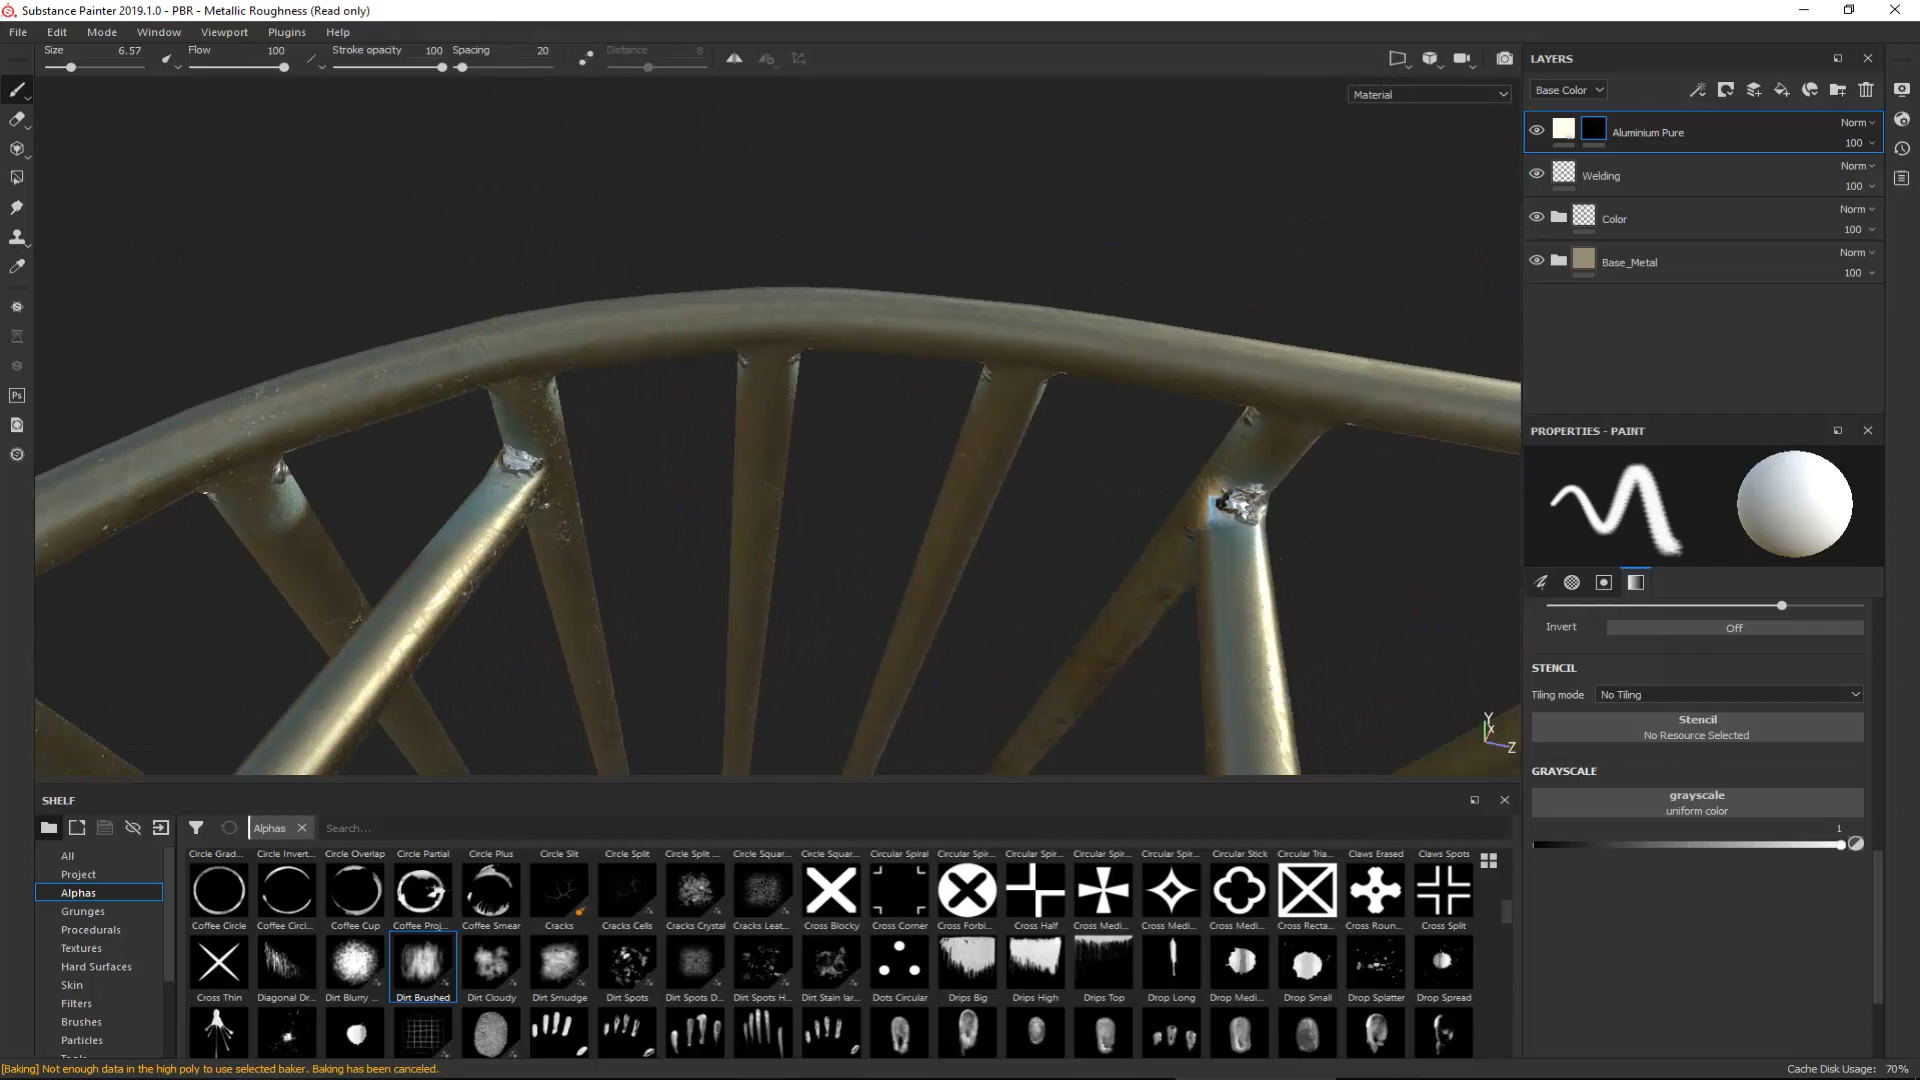 Substance Painter 2019.1.0 - PBR - Metallic Roughness (Read only)
File Edit Mode Window Viewport Plugins Help
Size 6.57 Flow 100 Stroke opacity 100 Spacing 20 Distance 8
Material
LAYERS
Base Color
Aluminium Pure Norm 100
Welding Norm 100
Color Norm 100
Base_Metal Norm 100
PROPERTIES - PAINT
Invert Off
STENCIL
Tiling mode No Tiling
Stencil
No Resource Selected
GRAYSCALE
grayscale
uniform color
1
Ps
Y
X
Z
SHELF
Alphas Search...
All
Project
Alphas
Grunges
Procedurals
Textures
Hard Surfaces
Skin
Filters
Brushes
Particles
Circle Grad... Circle Invert... Circle Overlap Circle Partial Circle Plus Circle Slit Circle Split Circle Split ... Circle Squar... Circle Squar... Circular Spiral Circular Spir... Circular Spir... Circular Spir... Circular Spir... Circular Stick Circular Tria... Claws Erased Claws Spots
Coffee Circle Coffee Circl... Coffee Cup Coffee Proj... Coffee Smear Cracks Cracks Cells Cracks Crystal Cracks Leat... Cross Blocky Cross Corner Cross Forbi... Cross Half Cross Medi... Cross Medi... Cross Medi... Cross Recta... Cross Roun... Cross Split
Cross Thin Diagonal Dr... Dirt Blurry ... Dirt Brushed Dirt Cloudy Dirt Smudge Dirt Spots Dirt Spots D... Dirt Spots H... Dirt Stain lar... Dots Circular Drips Big Drips High Drips Top Drop Long Drop Medi... Drop Small Drop Splatter Drop Spread
[Baking] Not enough data in the high poly to use selected baker. Baking has been canceled.
Cache Disk Usage: 70%